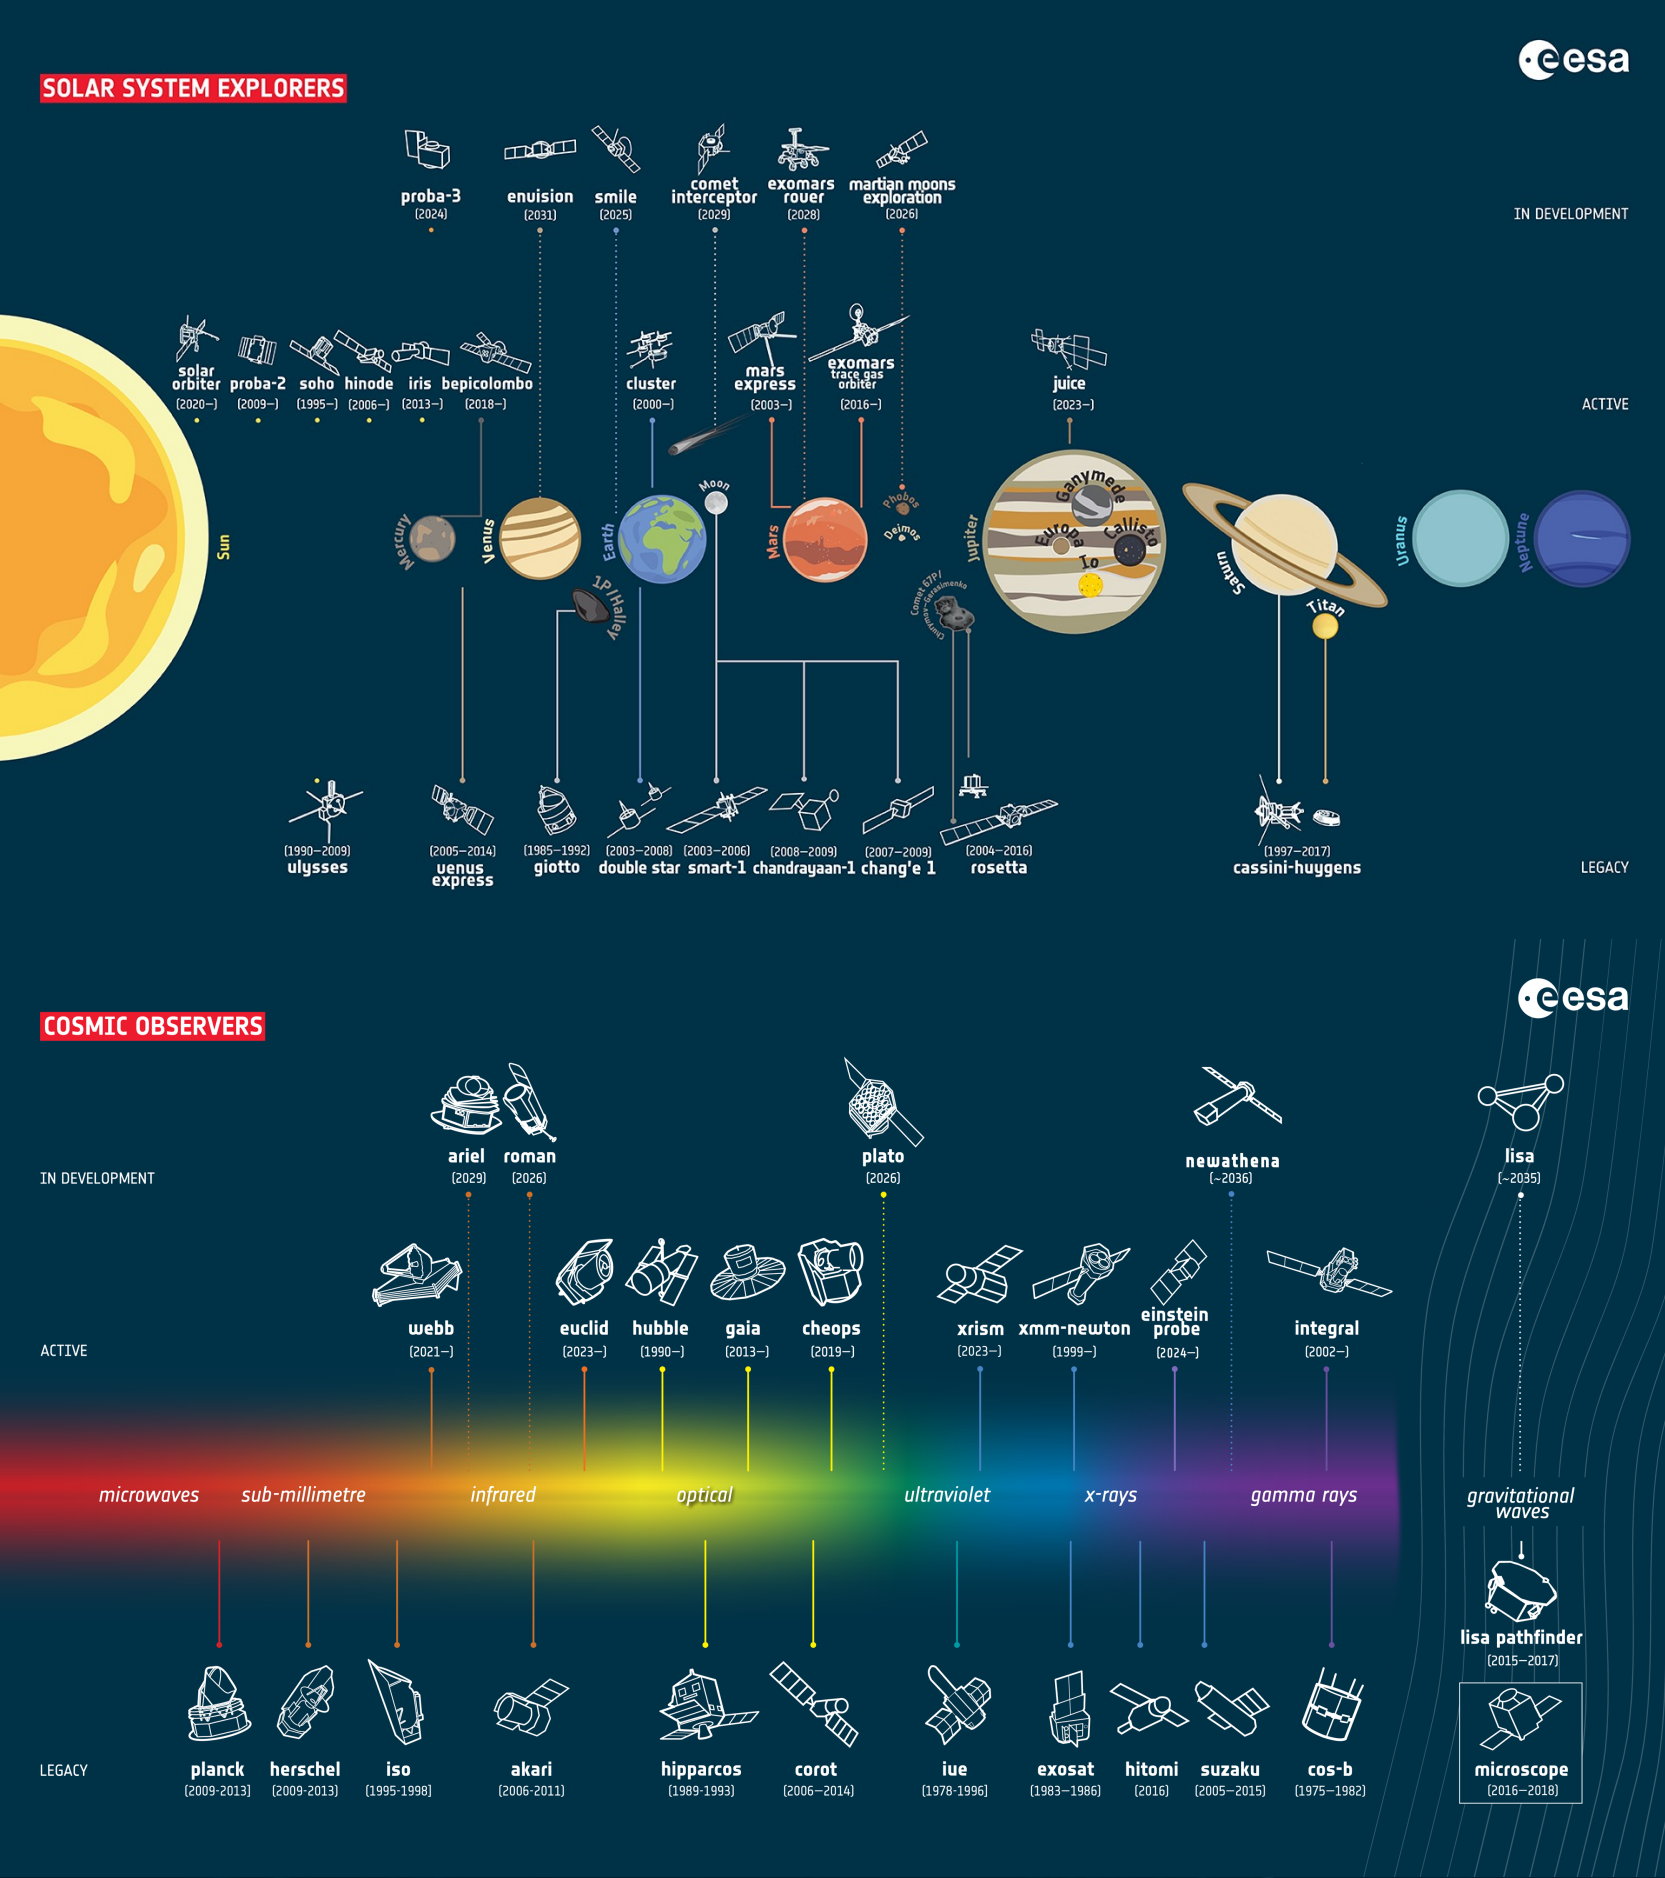 esa
SOLAR SYSTEM EXPLORERS
proba-3
(2024)
envision
(2031)
smile
(2025)
comet
interceptor
(2029)
exomars
rover
(2028)
martian moons
exploration
(2026)
IN DEVELOPMENT
solar
orbiter
(2020–)
proba-2
(2009–)
soho
(1995–)
hinode
(2006–)
iris
(2013–)
bepicolombo
(2018–)
cluster
(2000–)
mars
express
(2003–)
exomars
trace gas
orbiter
(2016–)
juice
(2023–)
ACTIVE
Sun
Mercury
Venus
1P/Halley
Earth
Moon
Mars
Phobos
Deimos
Comet 67P/
Churyumov-Gerasimenko
Jupiter
Ganymede
Europa
Callisto
Io
Saturn
Titan
Uranus
Neptune
(1990–2009)
ulysses
(2005–2014)
venus
express
(1985–1992)
giotto
(2003–2008)
double star
(2003–2006)
smart-1
(2008–2009)
chandrayaan-1
(2007–2009)
chang'e 1
(2004–2016)
rosetta
(1997–2017)
cassini-huygens
LEGACY
esa
COSMIC OBSERVERS
ariel
(2029)
roman
(2026)
plato
(2026)
newathena
(~2036)
lisa
(~2035)
IN DEVELOPMENT
webb
(2021–)
euclid
(2023–)
hubble
(1990–)
gaia
(2013–)
cheops
(2019–)
xrism
(2023–)
xmm-newton
(1999–)
einstein
probe
(2024–)
integral
(2002–)
ACTIVE
microwaves
sub-millimetre
infrared
optical
ultraviolet
x-rays
gamma rays
gravitational
waves
lisa pathfinder
(2015–2017)
LEGACY
planck
(2009-2013)
herschel
(2009-2013)
iso
(1995-1998)
akari
(2006-2011)
hipparcos
(1989-1993)
corot
(2006–2014)
iue
(1978-1996)
exosat
(1983–1986)
hitomi
(2016)
suzaku
(2005–2015)
cos-b
(1975–1982)
microscope
(2016–2018)